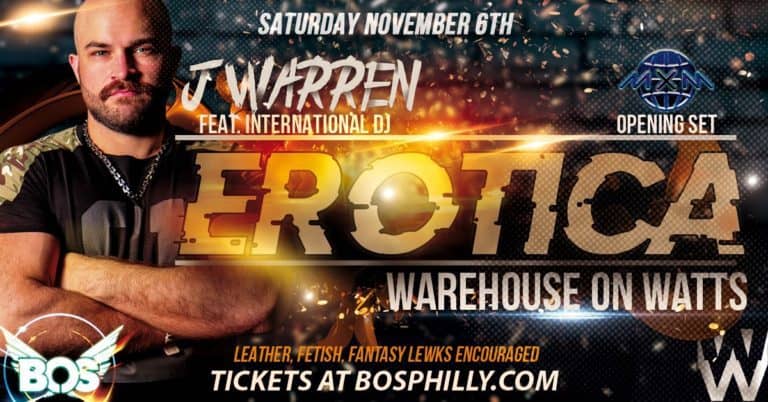 SATURDAY NOVEMBER 6TH
J WARREN
FEAT. INTERNATIONAL DJ
MXM
OPENING SET
EROTICA
WAREHOUSE ON WATTS
LEATHER, FETISH, FANTASY LEWKS ENCOURAGED
TICKETS AT BOSPHILLY.COM
BOS
W